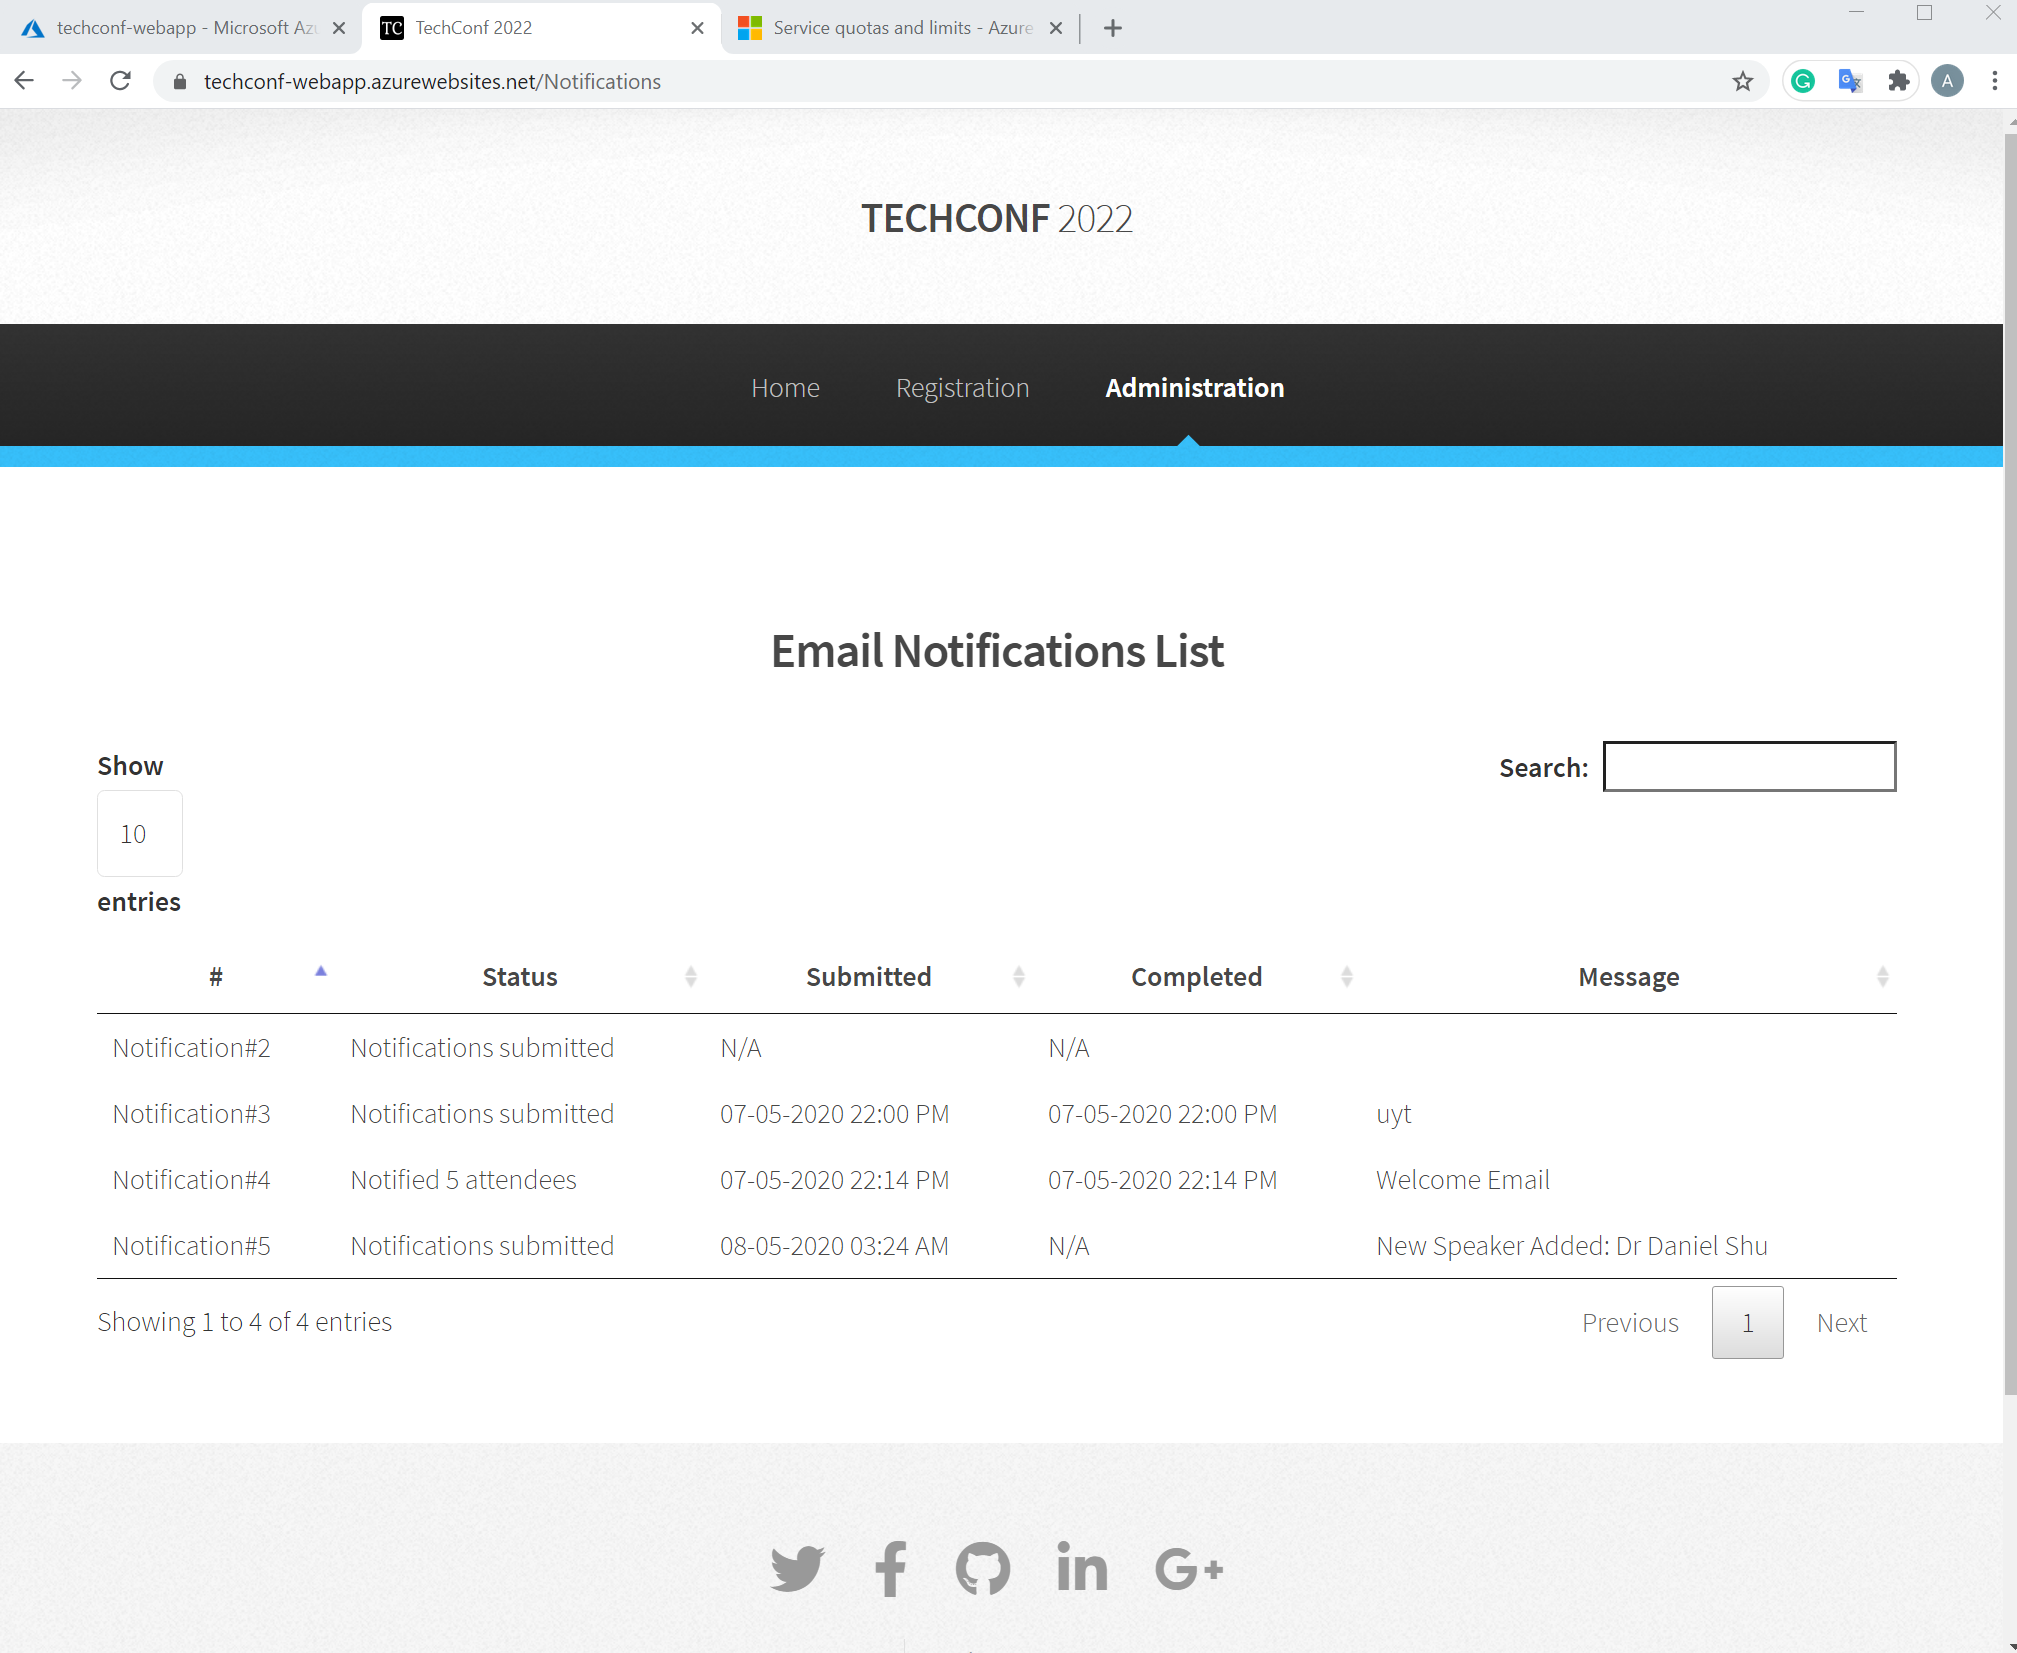 techconf-webapp - Microsoft Az
TechConf 2022
Service quotas and limits - Azure
techconf-webapp.azurewebsites.net/Notifications
A
TECHCONF 2022
Home Registration Administration
Email Notifications List
Show
10
entries
Search:
# Status Submitted Completed Message
Notification#2 Notifications submitted N/A N/A
Notification#3 Notifications submitted 07-05-2020 22:00 PM 07-05-2020 22:00 PM uyt
Notification#4 Notified 5 attendees 07-05-2020 22:14 PM 07-05-2020 22:14 PM Welcome Email
Notification#5 Notifications submitted 08-05-2020 03:24 AM N/A New Speaker Added: Dr Daniel Shu
Showing 1 to 4 of 4 entries
Previous 1 Next